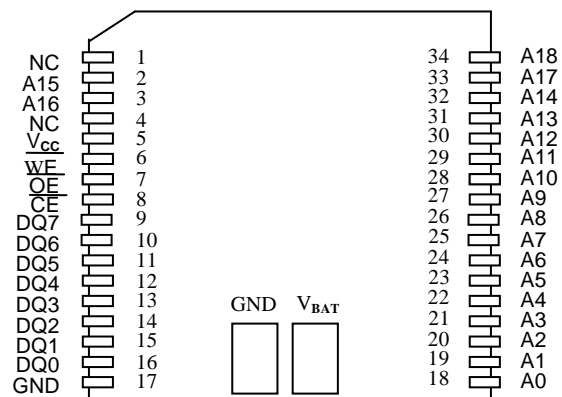 NC 1 34 A18
A15 2 33 A17
A16 3 32 A14
NC 4 31 A13
VCC 5 30 A12
WE 6 29 A11
OE 7 28 A10
CE 8 27 A9
DQ7 9 26 A8
DQ6 10 25 A7
DQ5 11 24 A6
DQ4 12 23 A5
DQ3 13 22 A4
DQ2 14 21 A3
DQ1 15 20 A2
DQ0 16 19 A1
GND 17 18 A0
GND VBAT